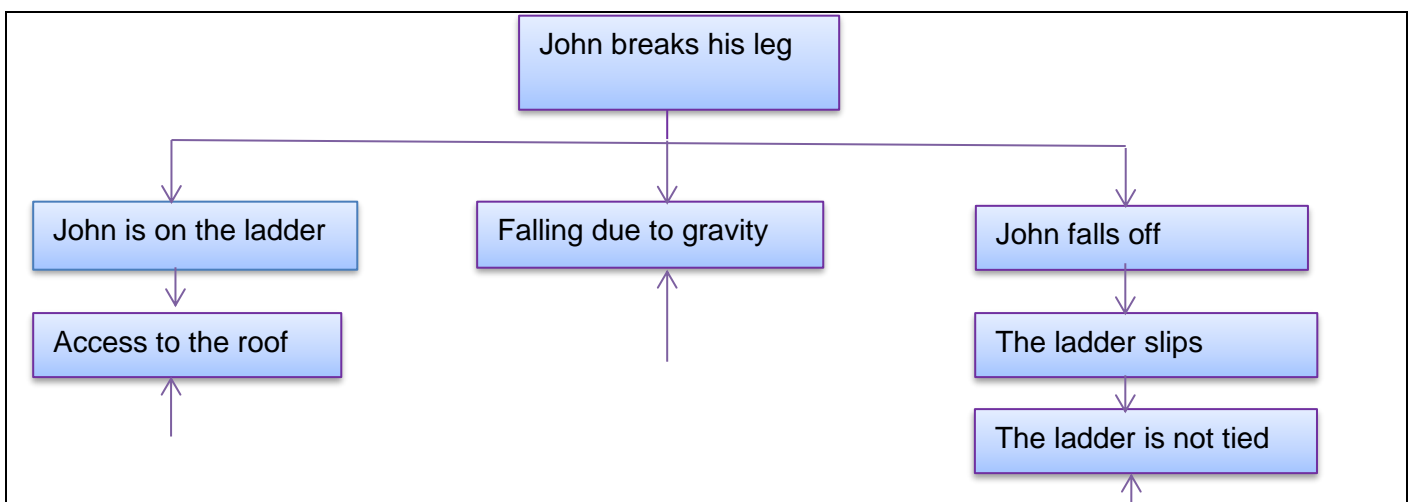 John breaks his leg
John is on the ladder
Falling due to gravity
John falls off
Access to the roof
The ladder slips
The ladder is not tied